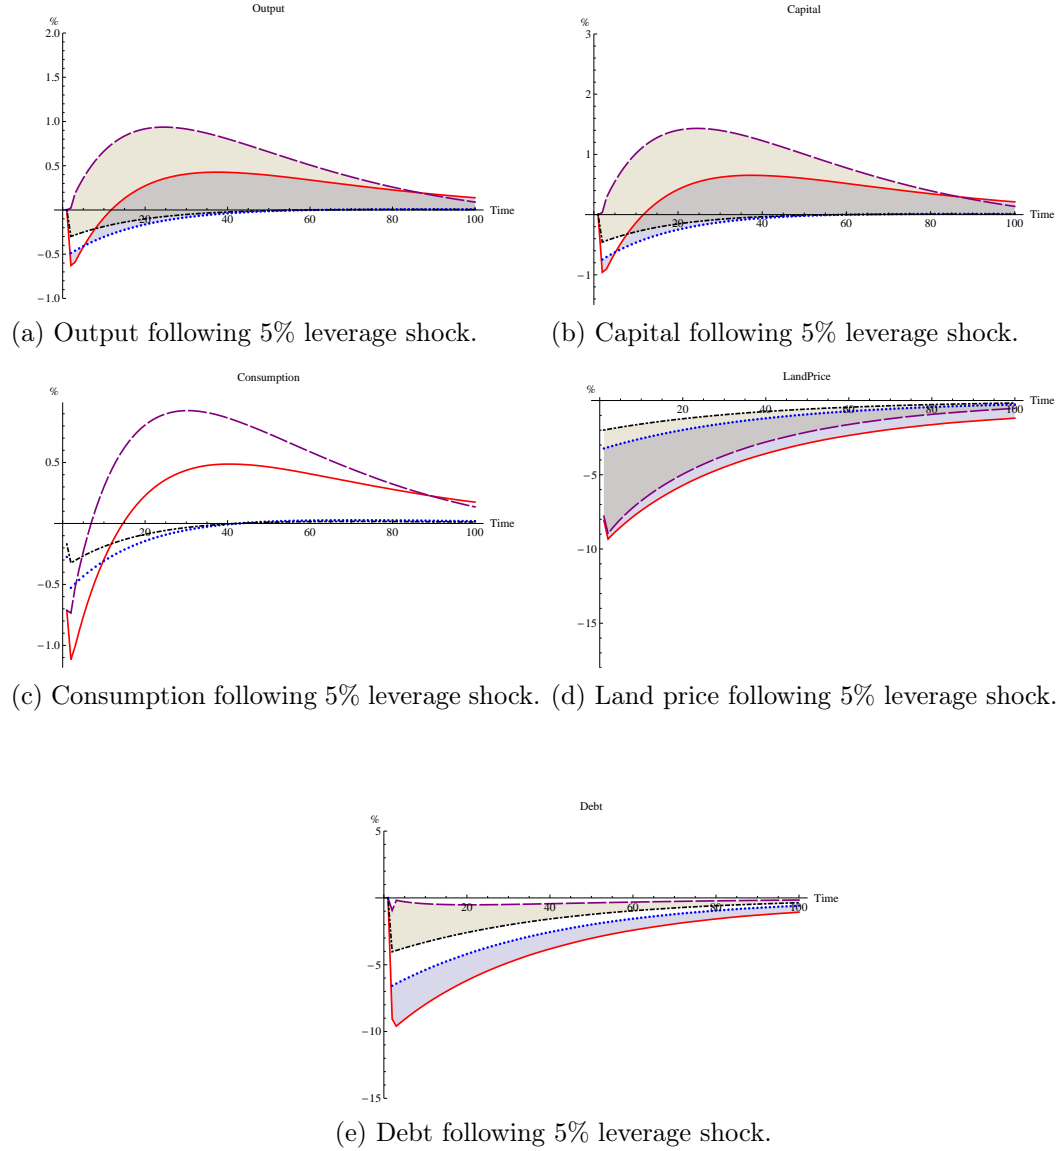 Output
%
2.0
1.5
1.0
0.5
−0.5
−1.0
20 40 60 80 100
Time
Capital
%
3
2
1
−1
20 40 60 80 100
Time
(a) Output following 5% leverage shock.
(b) Capital following 5% leverage shock.
Consumption
%
0.5
−0.5
−1.0
20 40 60 80 100
Time
LandPrice
%
−5
−10
−15
20 40 60 80 100
Time
(c) Consumption following 5% leverage shock.
(d) Land price following 5% leverage shock.
Debt
%
5
−5
−10
−15
20 40 60 80 100
Time
(e) Debt following 5% leverage shock.